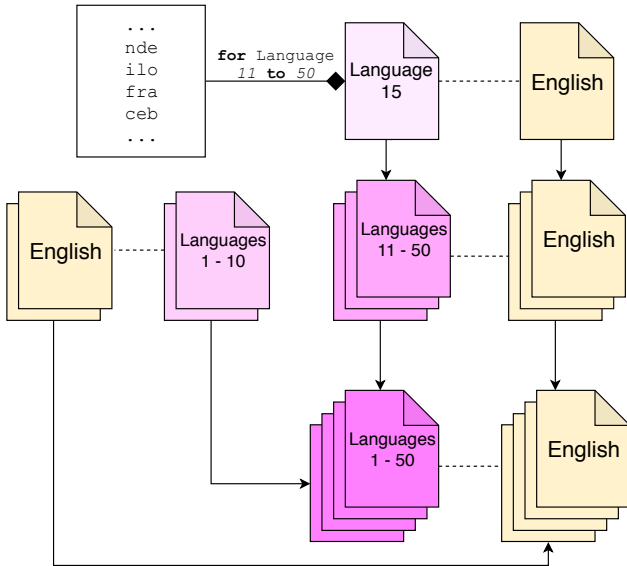 ...
nde
ilo
fra
ceb
...
for Language
11 to 50
Language
15
English
English
Languages
1 - 10
Languages
11 - 50
English
Languages
1 - 50
English